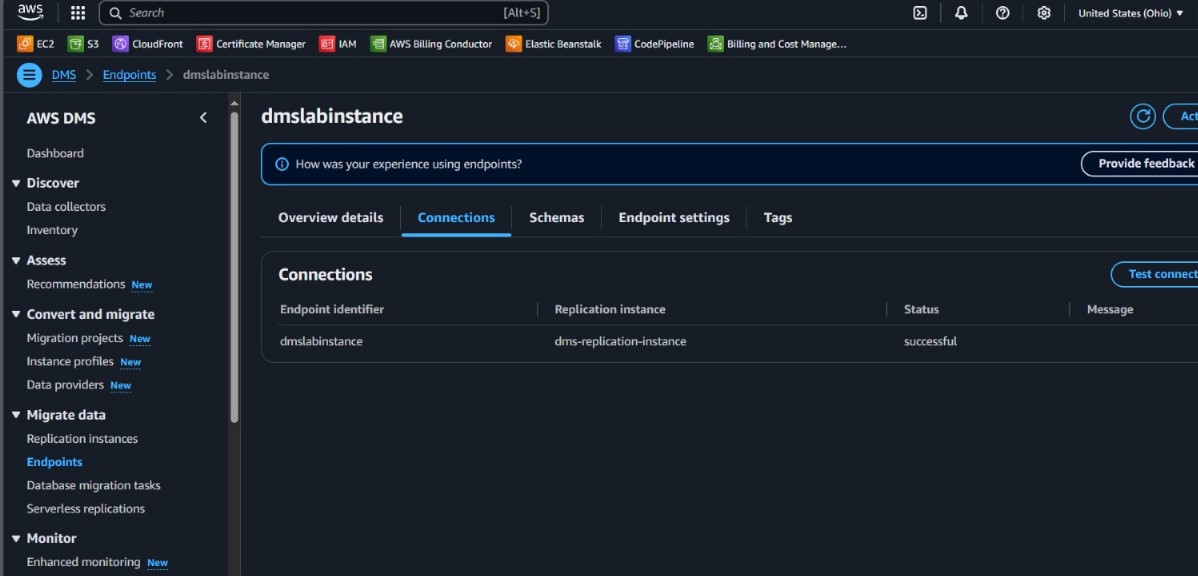 aws
Search [Alt+S] United States (Ohio)
EC2 S3 CloudFront Certificate Manager IAM AWS Billing Conductor Elastic Beanstalk CodePipeline Billing and Cost Manage...
DMS > Endpoints > dmslabinstance
AWS DMS
Dashboard
Discover
Data collectors
Inventory
Assess
Recommendations New
Convert and migrate
Migration projects New
Instance profiles New
Data providers New
Migrate data
Replication instances
Endpoints
Database migration tasks
Serverless replications
Monitor
Enhanced monitoring New
dmslabinstance
Act
How was your experience using endpoints?
Provide feedback
Overview details Connections Schemas Endpoint settings Tags
Connections
Test connect
Endpoint identifier Replication instance Status Message
dmslabinstance dms-replication-instance successful